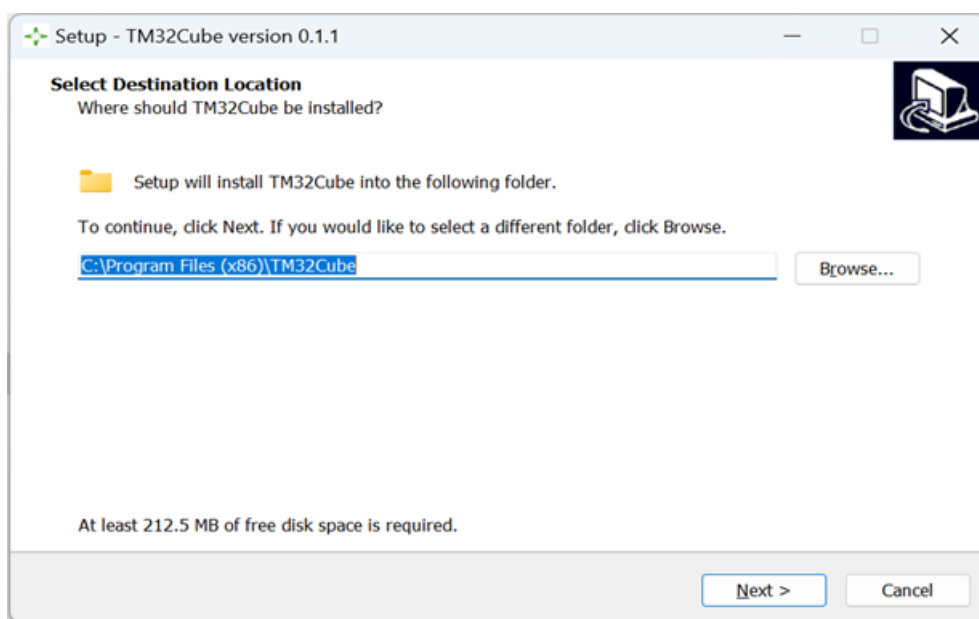 Setup - TM32Cube version 0.1.1
Select Destination Location
Where should TM32Cube be installed?
Setup will install TM32Cube into the following folder.
To continue, click Next. If you would like to select a different folder, click Browse.
C:\Program Files (x86)\TM32Cube
Browse...
At least 212.5 MB of free disk space is required.
Next >
Cancel